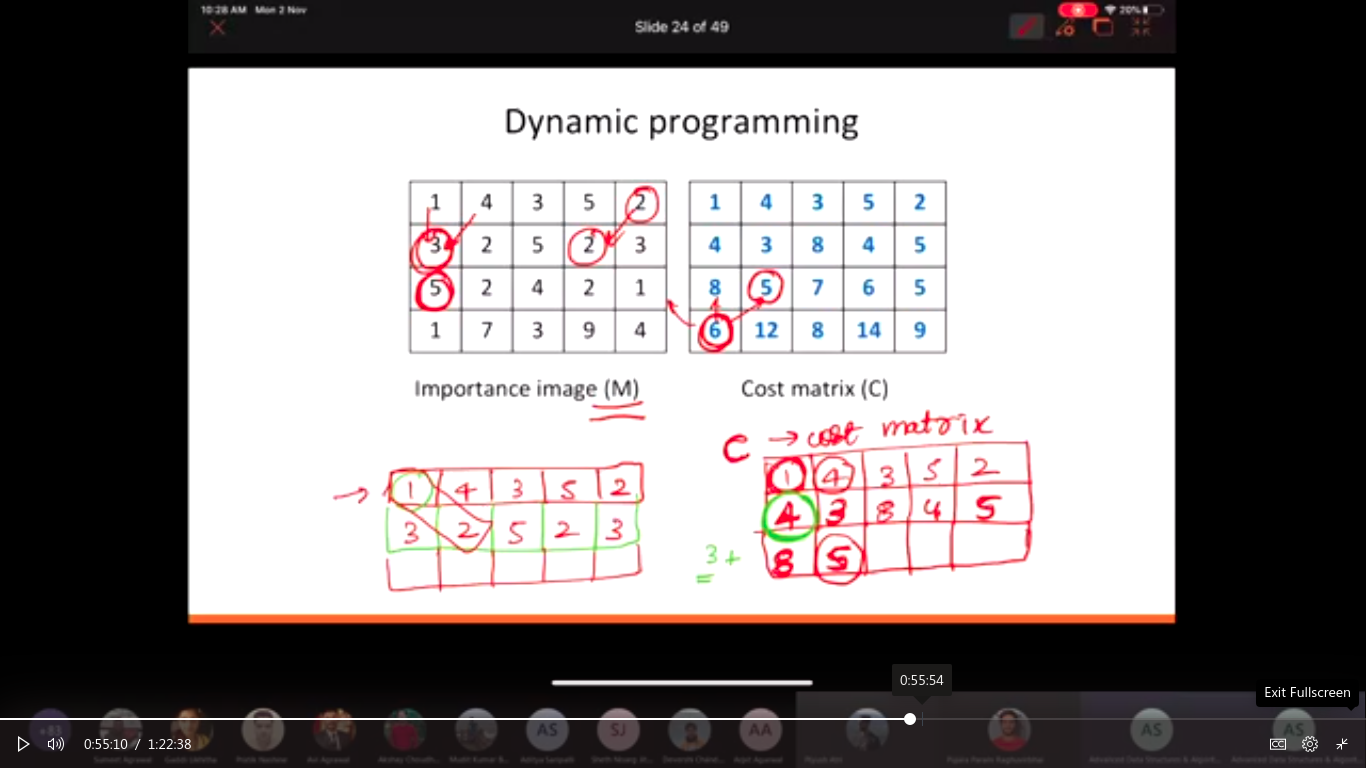 10:28 AM Mon 2 Nov
20%
Slide 24 of 49
Dynamic programming
1 4 3 5 2
3 2 5 2 3
5 2 4 2 1
1 7 3 9 4
1 4 3 5 2
4 3 8 4 5
8 5 7 6 5
6 12 8 14 9
Importance image (M)
Cost matrix (C)
C → cost matrix
→ 1 4 3 5 2
3 2 5 2 3
1 4 3 5 2
4 3 8 4 5
3 +
8 5
0:55:54
Exit Fullscreen
AS SJ AA AS AS
0:55:10 / 1:22:38
CC